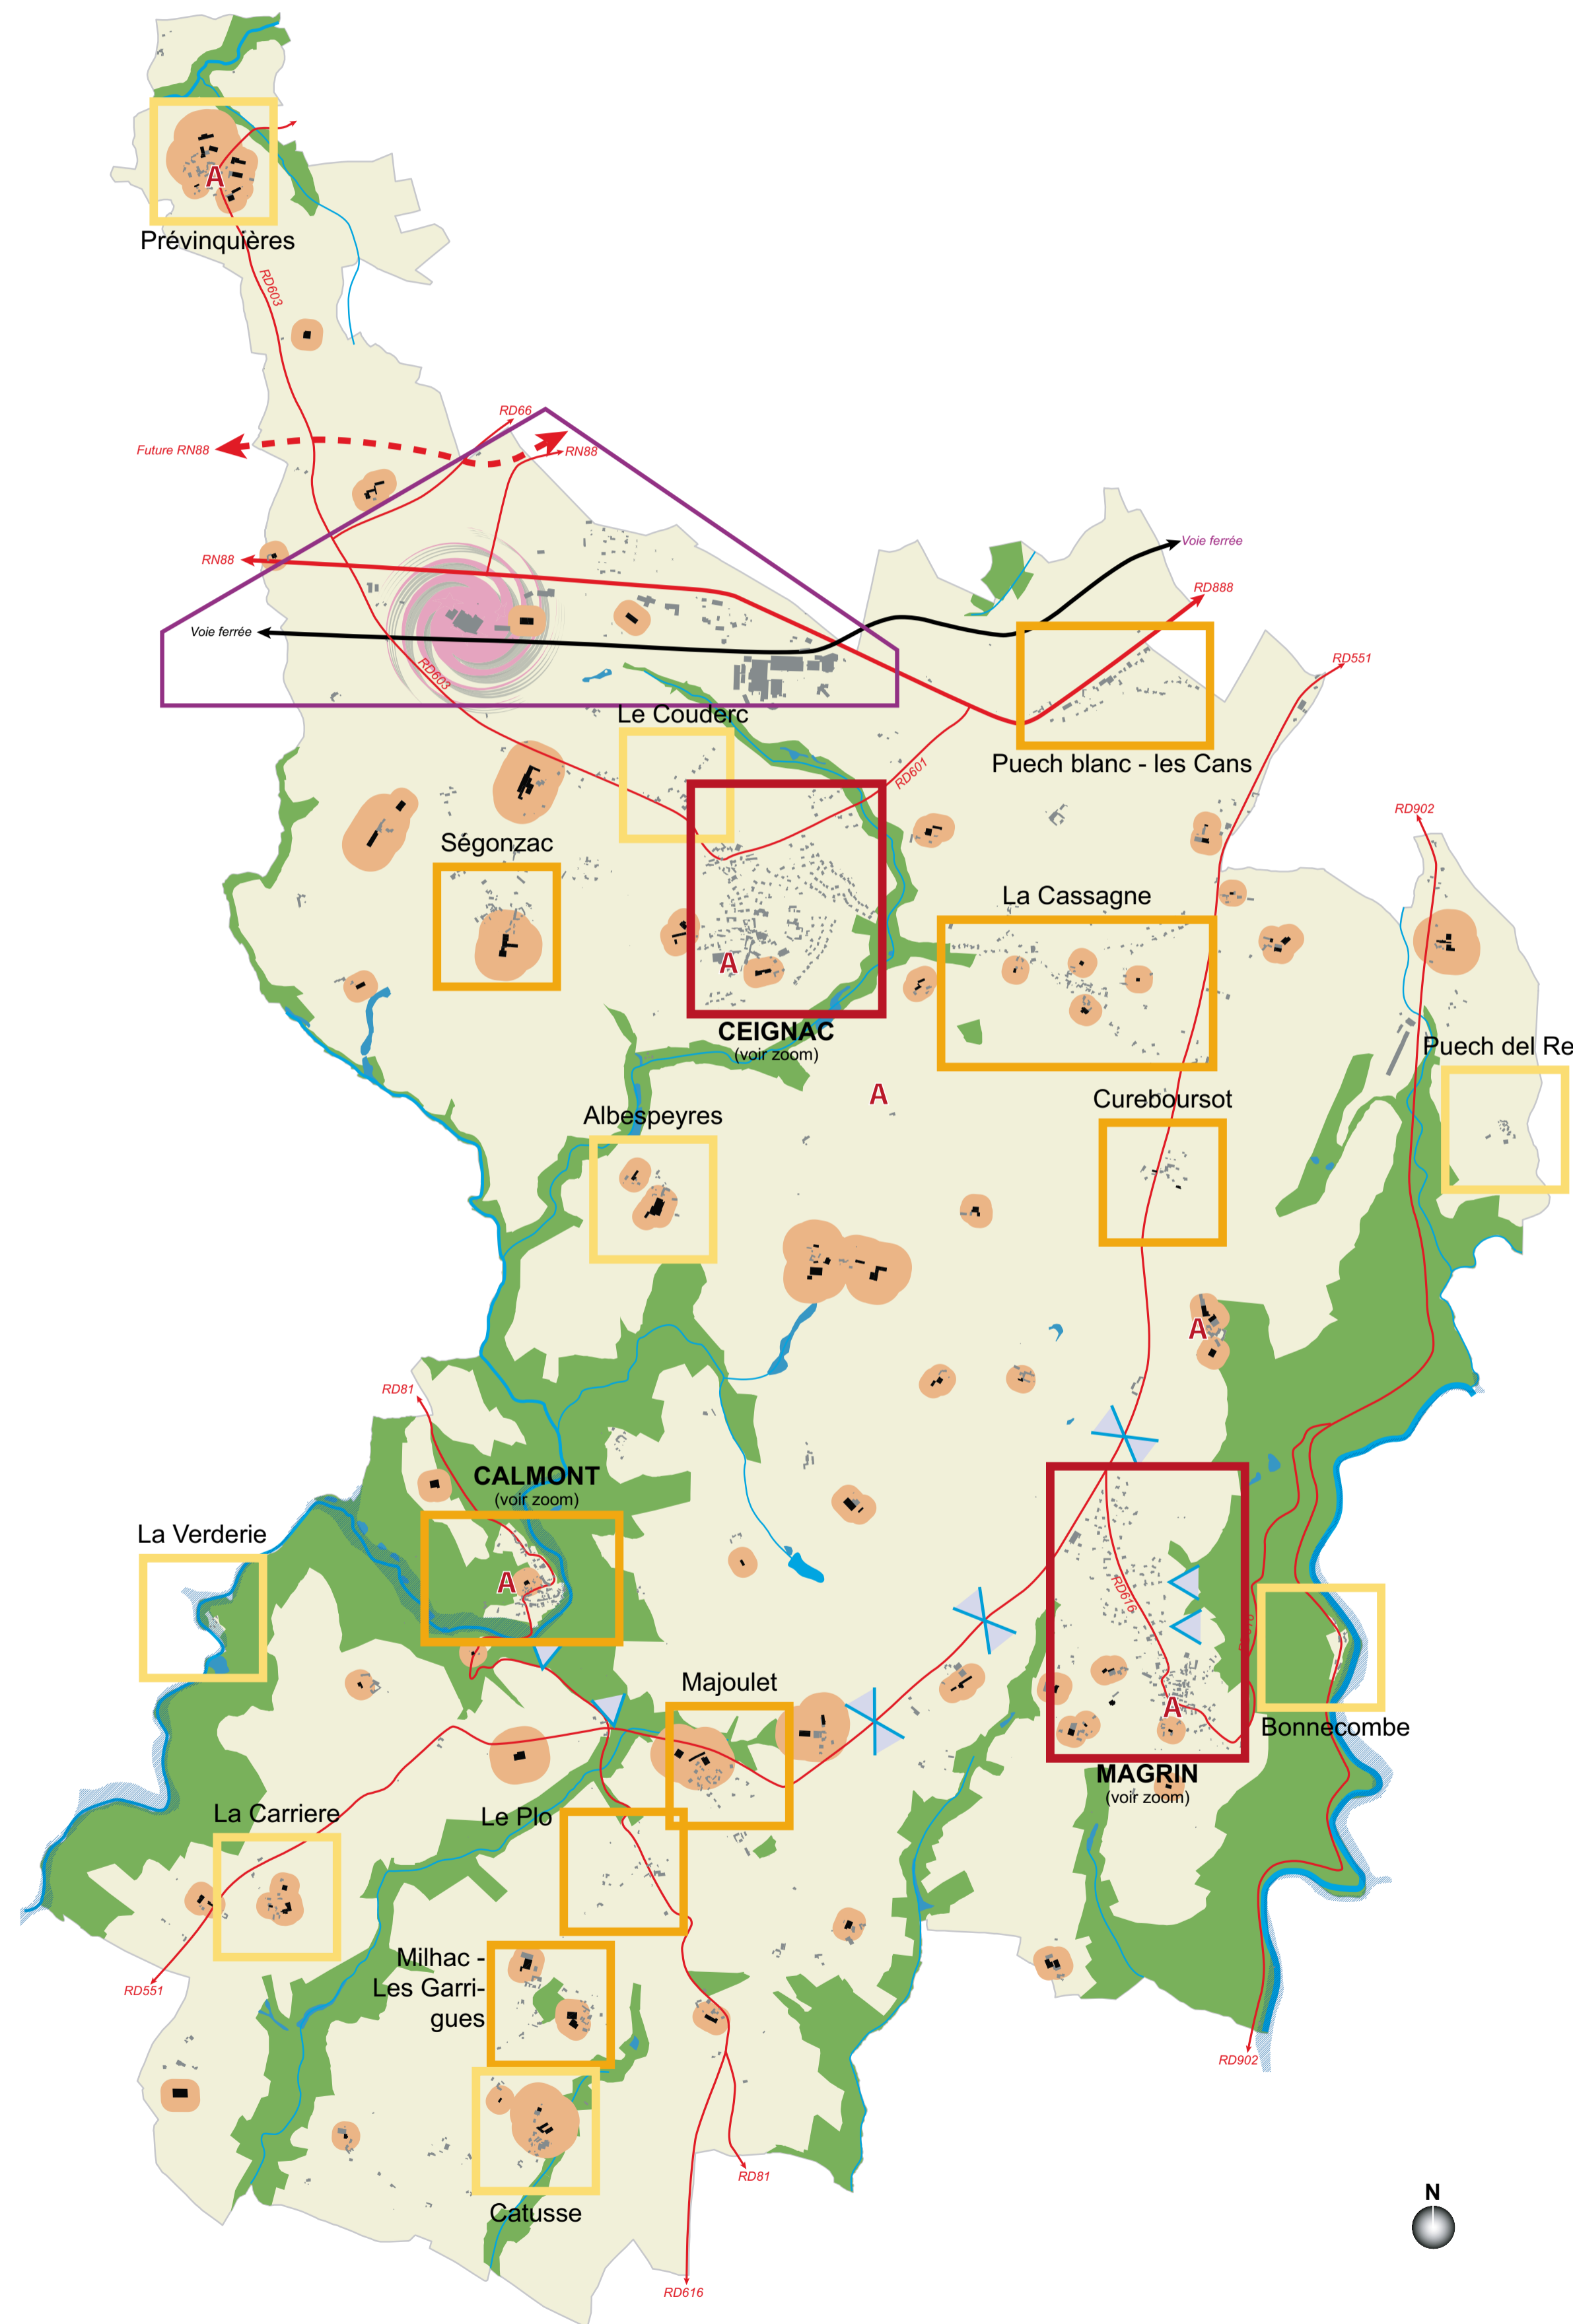 A
Prévinquières
RD603
RD66
Future RN88
RN88
Voie ferrée
RN88
RD888
Voie ferrée
RD603
RD551
Le Couderc
Puech blanc - les Cans
RD601
RD902
Ségonzac
La Cassagne
A
CEIGNAC
(voir zoom)
Puech del Re
A
Cureboursot
Albespeyres
A
RD81
CALMONT
(voir zoom)
La Verderie
A
RD616
Majoulet
A
Bonnecombe
MAGRIN
(voir zoom)
La Carriere
Le Plo
Milhac -
Les Garri-
gues
RD551
RD902
RD81
Catusse
N
RD616